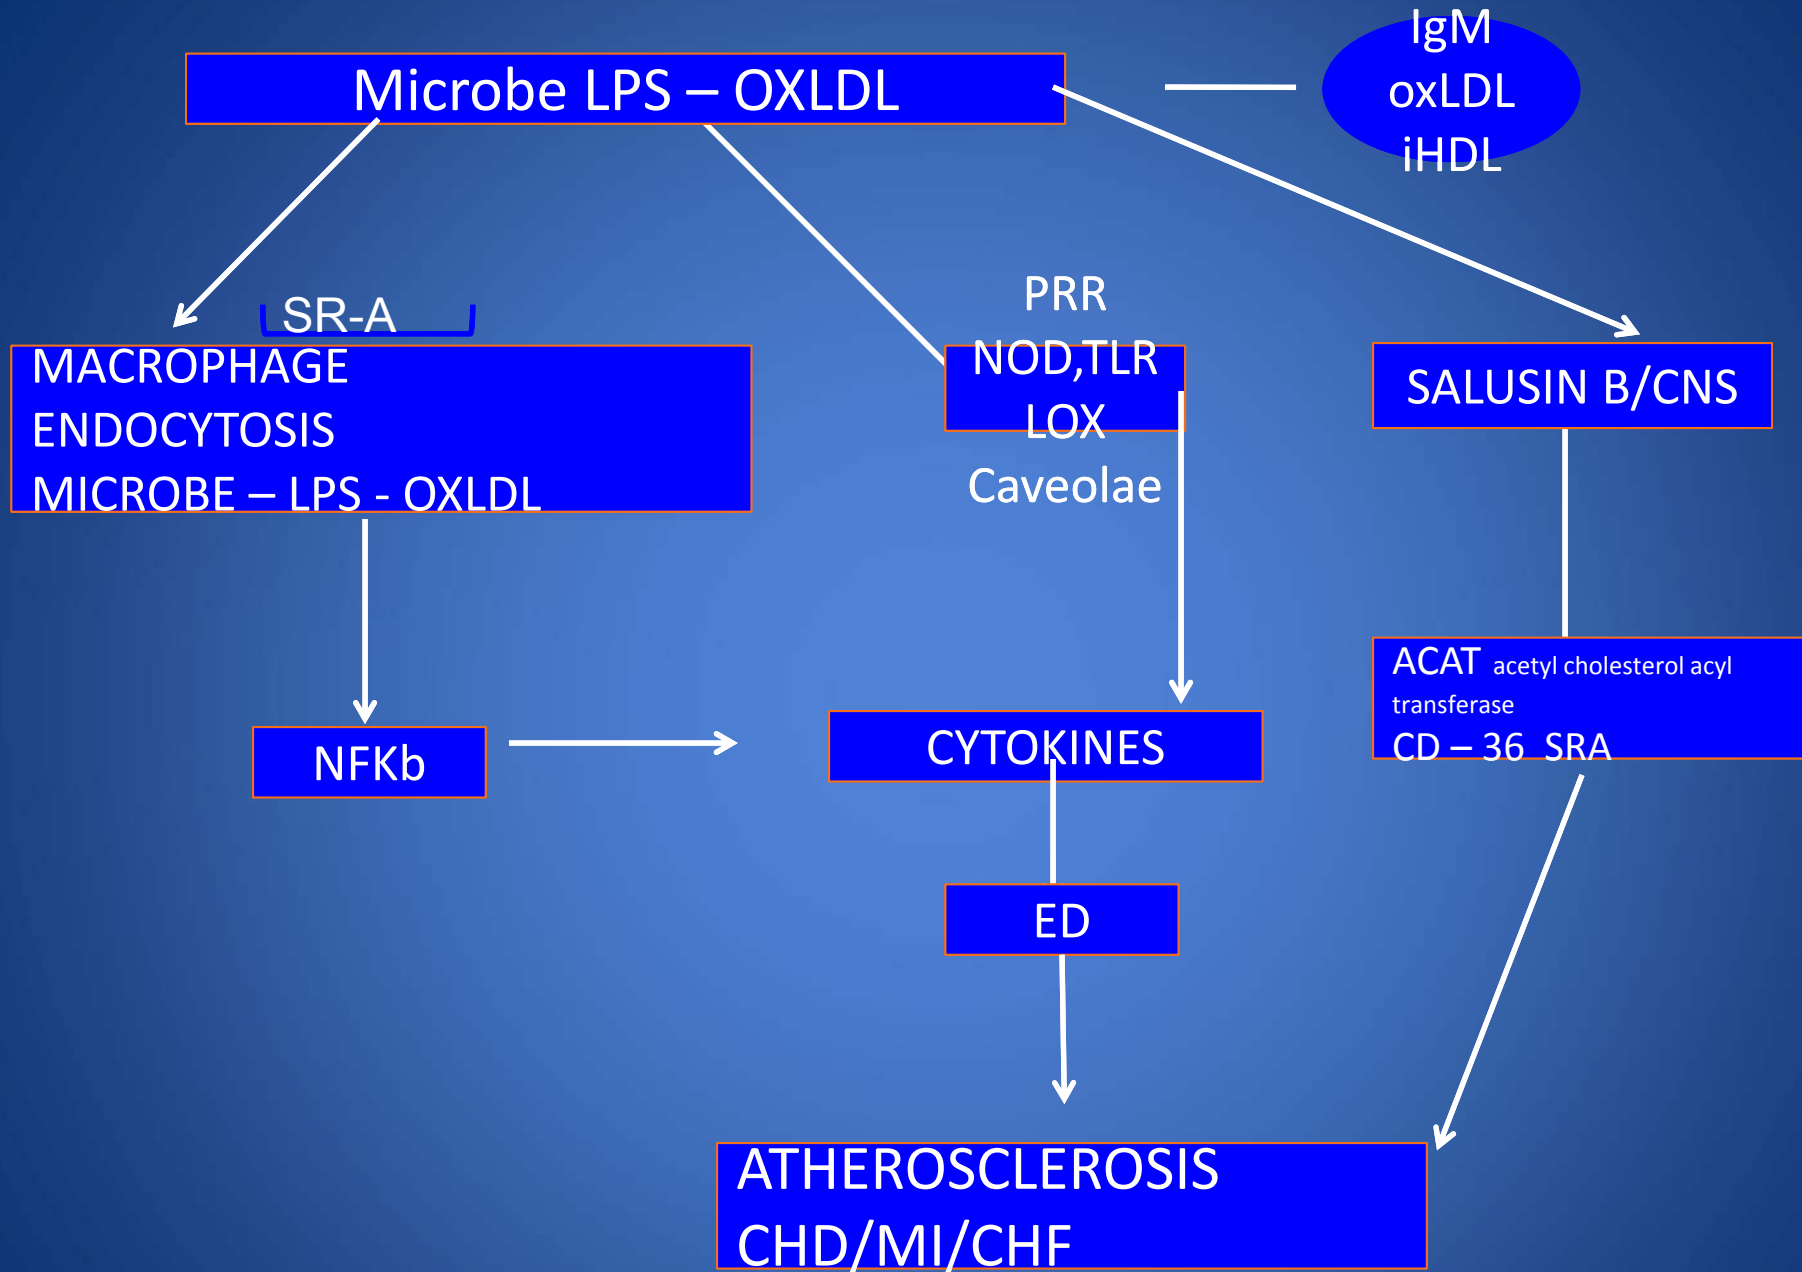 Microbe LPS – OXLDL
IgM
oxLDL
iHDL
SR-A
MACROPHAGE
ENDOCYTOSIS
MICROBE – LPS - OXLDL
PRR
NOD,TLR
LOX
Caveolae
SALUSIN B/CNS
ACAT acetyl cholesterol acyl
transferase
CD – 36 SRA
NFKb
CYTOKINES
ED
ATHEROSCLEROSIS
CHD/MI/CHF